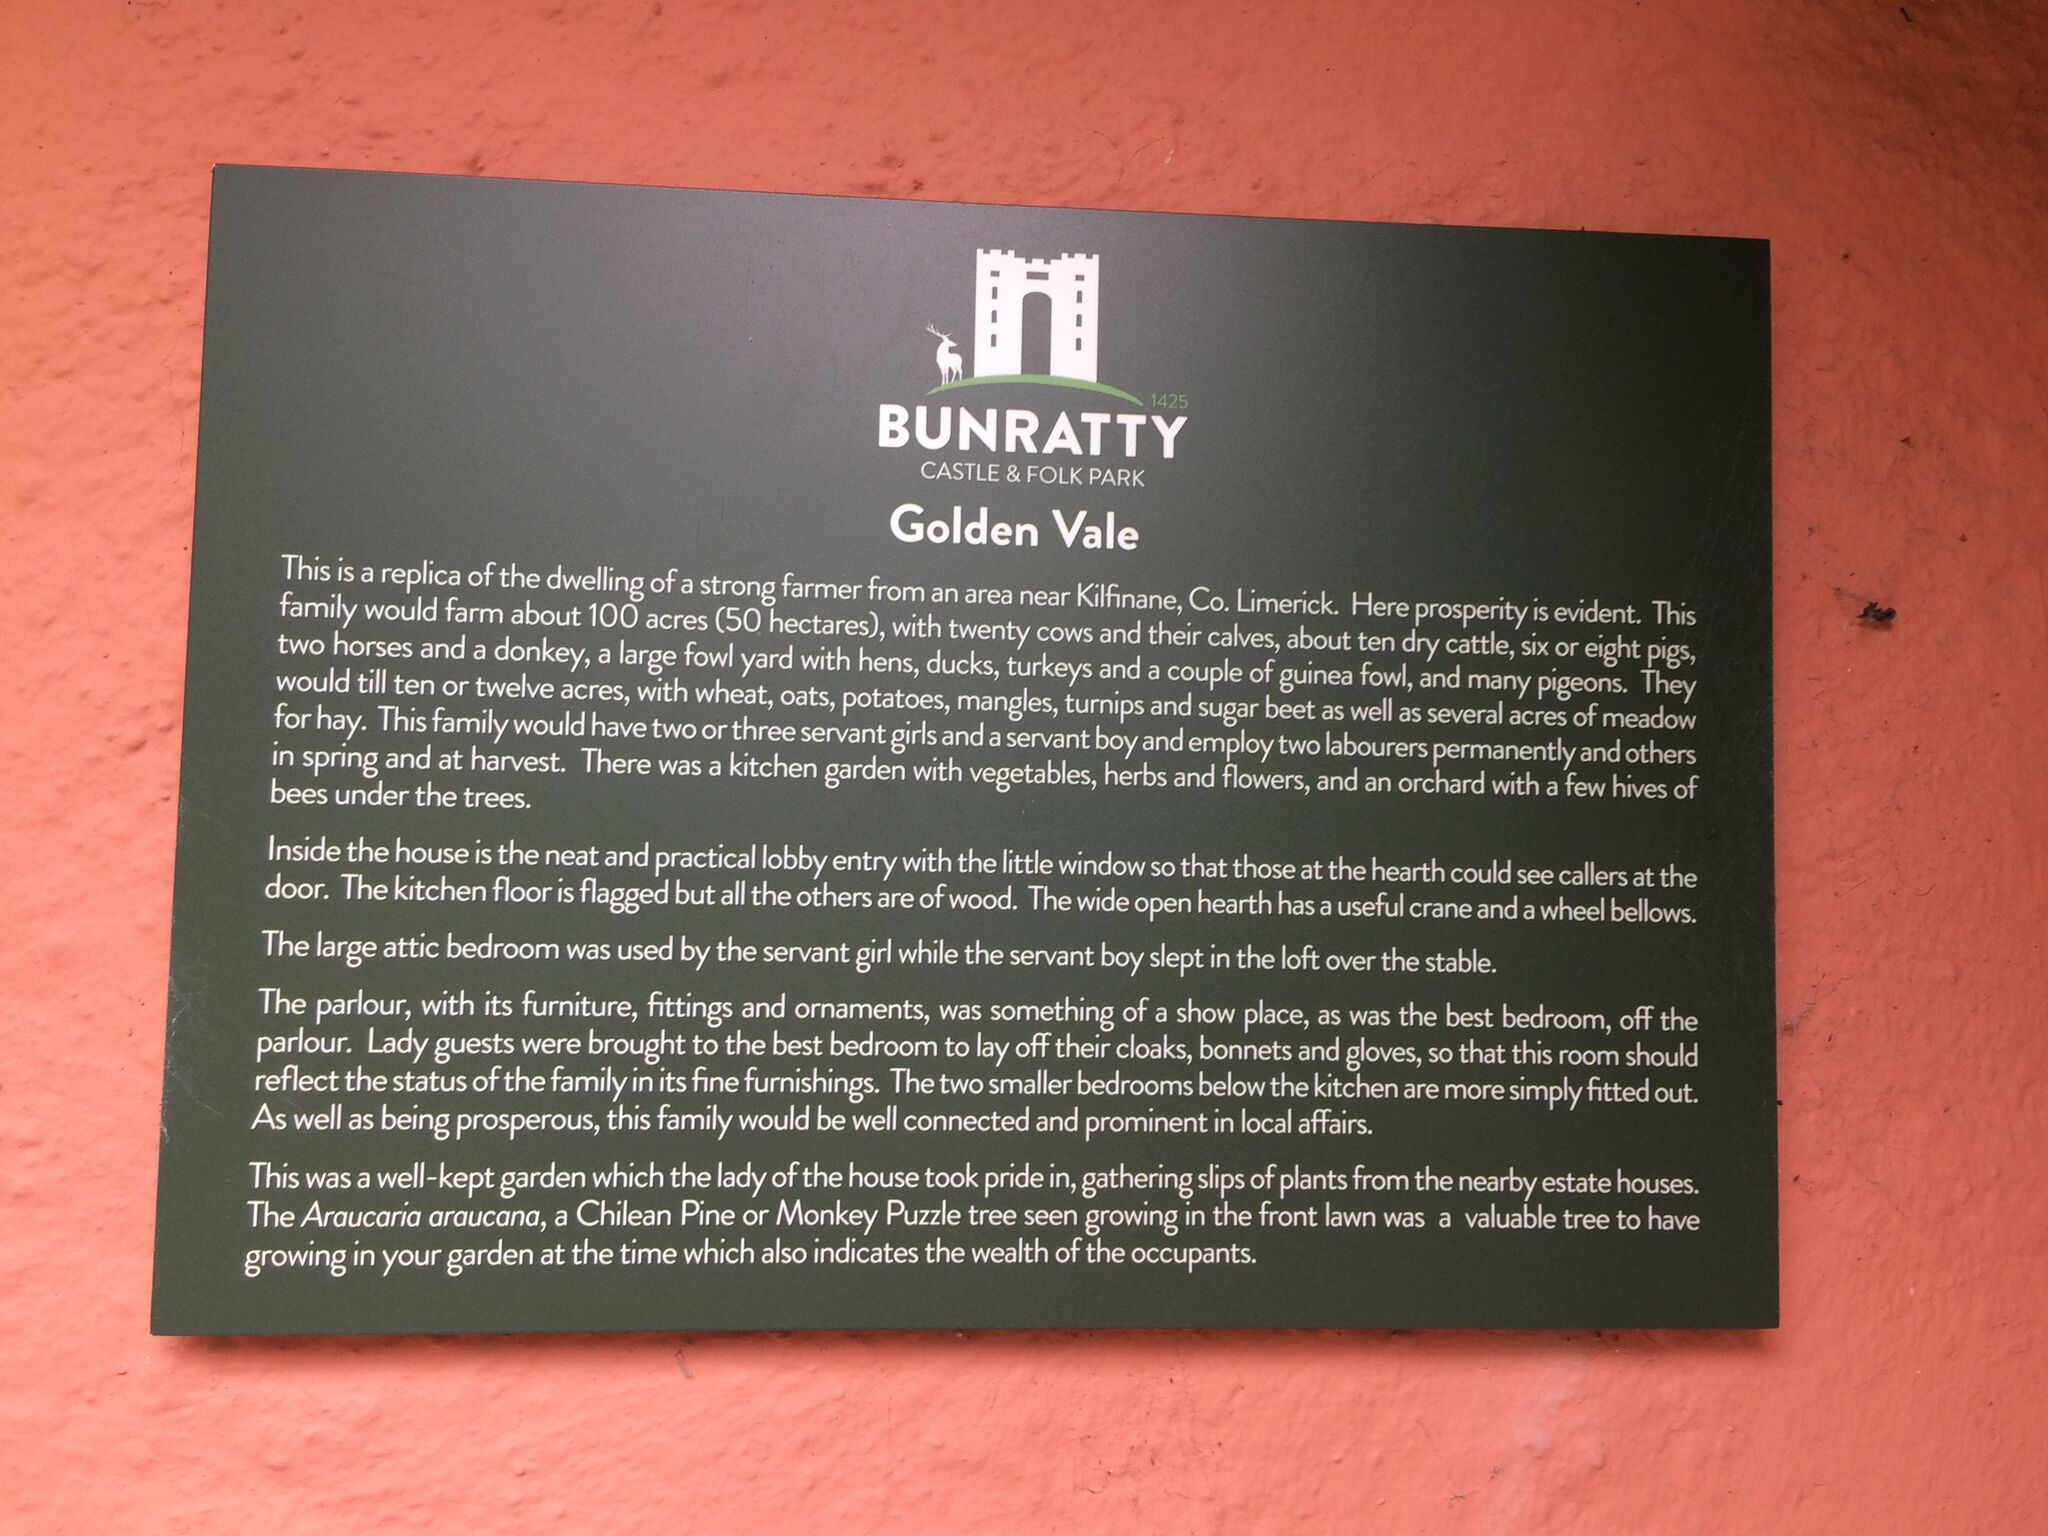 1425
BUNRATTY
CASTLE & FOLK PARK
Golden Vale
This is a replica of the dwelling of a strong farmer from an area near Kilfinane, Co. Limerick. Here prosperity is evident. This
family would farm about 100 acres (50 hectares), with twenty cows and their calves, about ten dry cattle, six or eight pigs,
two horses and a donkey, a large fowl yard with hens, ducks, turkeys and a couple of guinea fowl, and many pigeons. They
would till ten or twelve acres, with wheat, oats, potatoes, mangles, turnips and sugar beet as well as several acres of meadow
for hay. This family would have two or three servant girls and a servant boy and employ two labourers permanently and others
in spring and at harvest. There was a kitchen garden with vegetables, herbs and flowers, and an orchard with a few hives of
bees under the trees.
Inside the house is the neat and practical lobby entry with the little window so that those at the hearth could see callers at the
door. The kitchen floor is flagged but all the others are of wood. The wide open hearth has a useful crane and a wheel bellows.
The large attic bedroom was used by the servant girl while the servant boy slept in the loft over the stable.
The parlour, with its furniture, fittings and ornaments, was something of a show place, as was the best bedroom, off the
parlour. Lady guests were brought to the best bedroom to lay off their cloaks, bonnets and gloves, so that this room should
reflect the status of the family in its fine furnishings. The two smaller bedrooms below the kitchen are more simply fitted out.
As well as being prosperous, this family would be well connected and prominent in local affairs.
This was a well-kept garden which the lady of the house took pride in, gathering slips of plants from the nearby estate houses.
The Araucaria araucana, a Chilean Pine or Monkey Puzzle tree seen growing in the front lawn was a valuable tree to have
growing in your garden at the time which also indicates the wealth of the occupants.